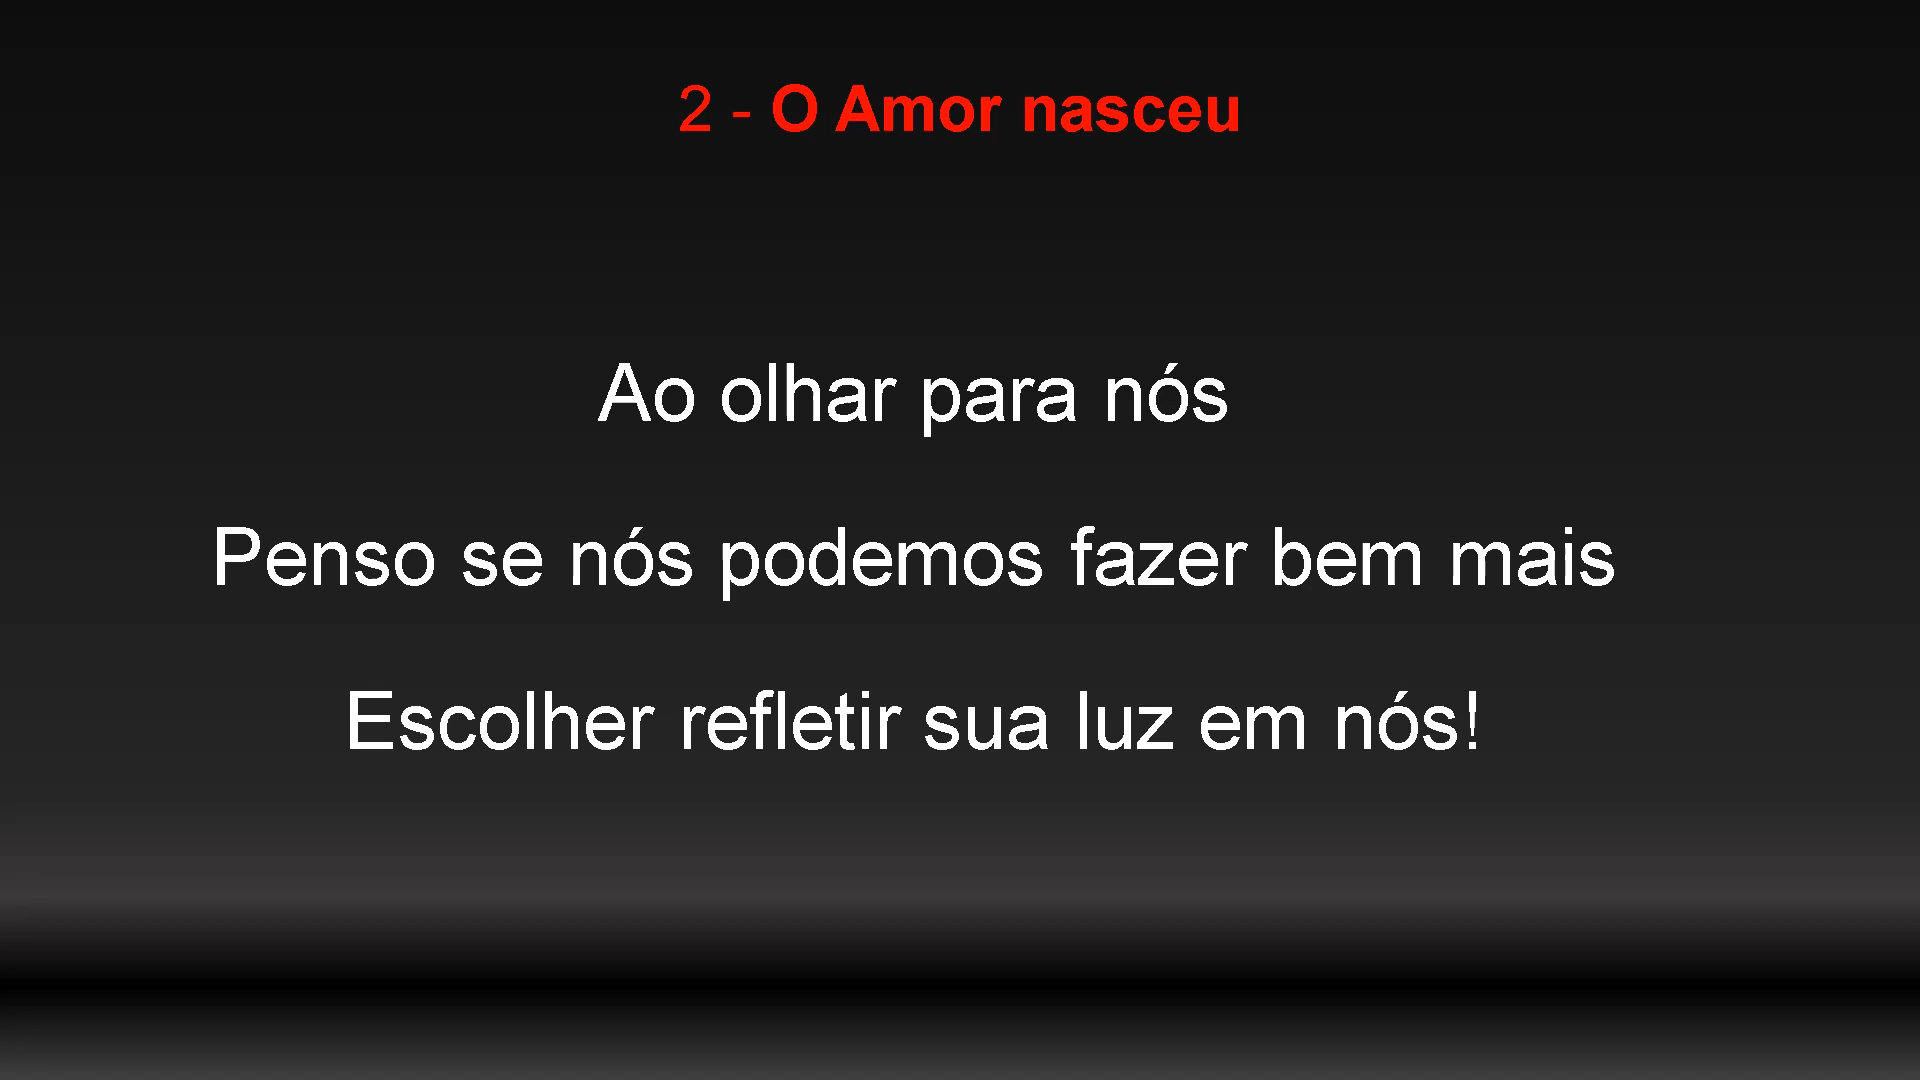 2 - O Amor nasceu
Ao olhar para nós
Penso se nós podemos fazer bem mais
Escolher refletir sua luz em nós!